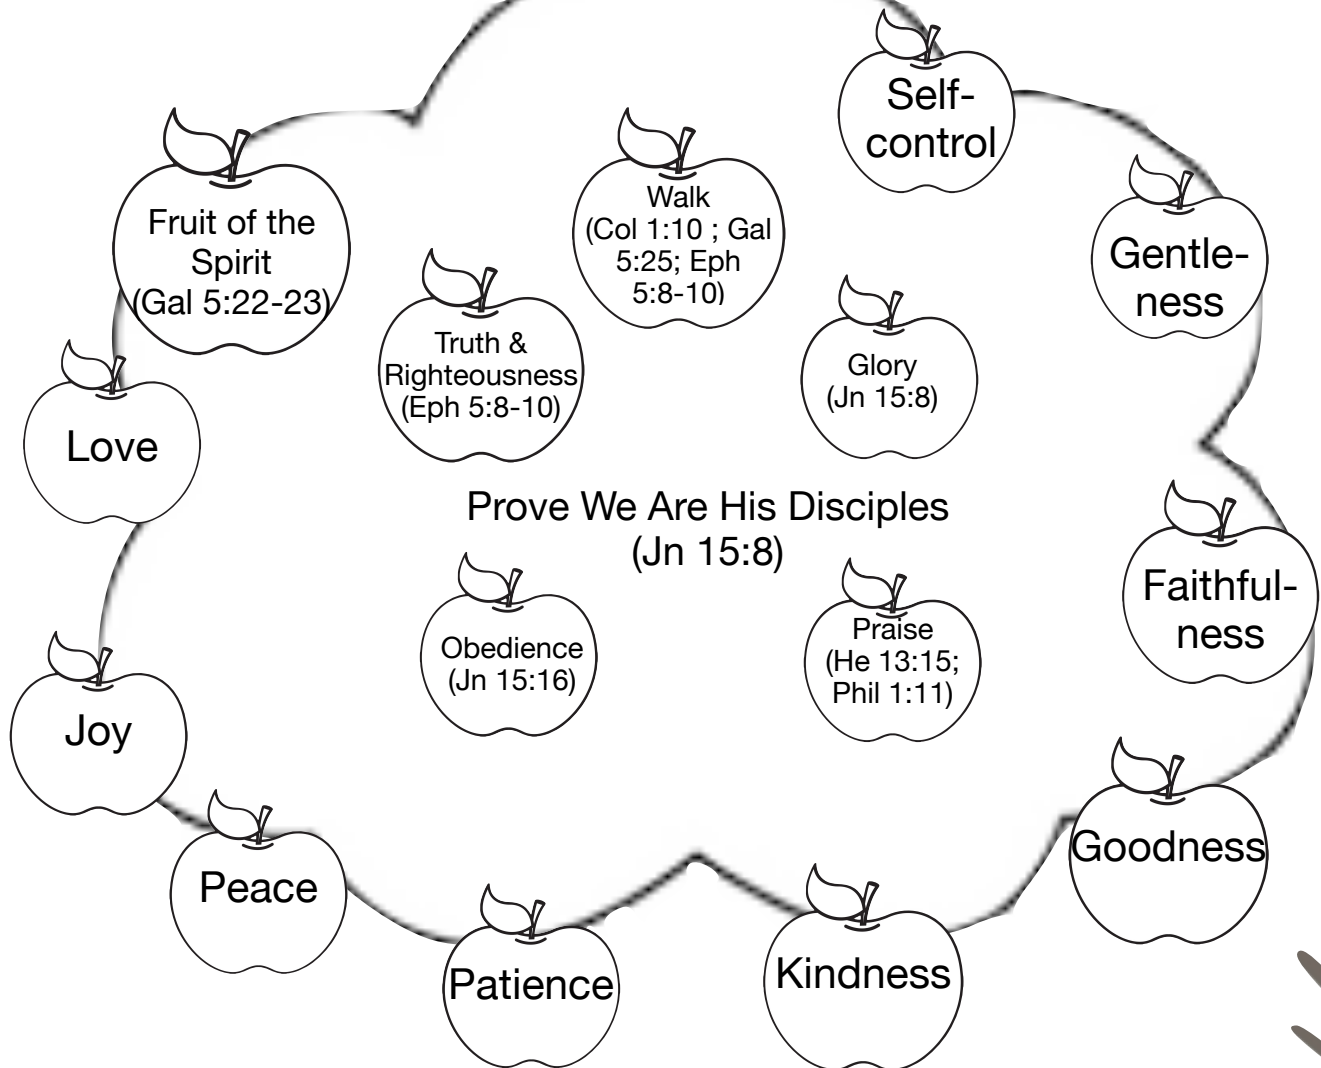 Self-
control
Fruit of the
Spirit
(Gal 5:22-23)
Walk
(Col 1:10 ; Gal
5:25; Eph
5:8-10)
Gentle-
ness
Truth &
Righteousness
(Eph 5:8-10)
Glory
(Jn 15:8)
Love
Prove We Are His Disciples
(Jn 15:8)
Faithful-
ness
Obedience
(Jn 15:16)
Praise
(He 13:15;
Phil 1:11)
Joy
Goodness
Peace
Patience
Kindness